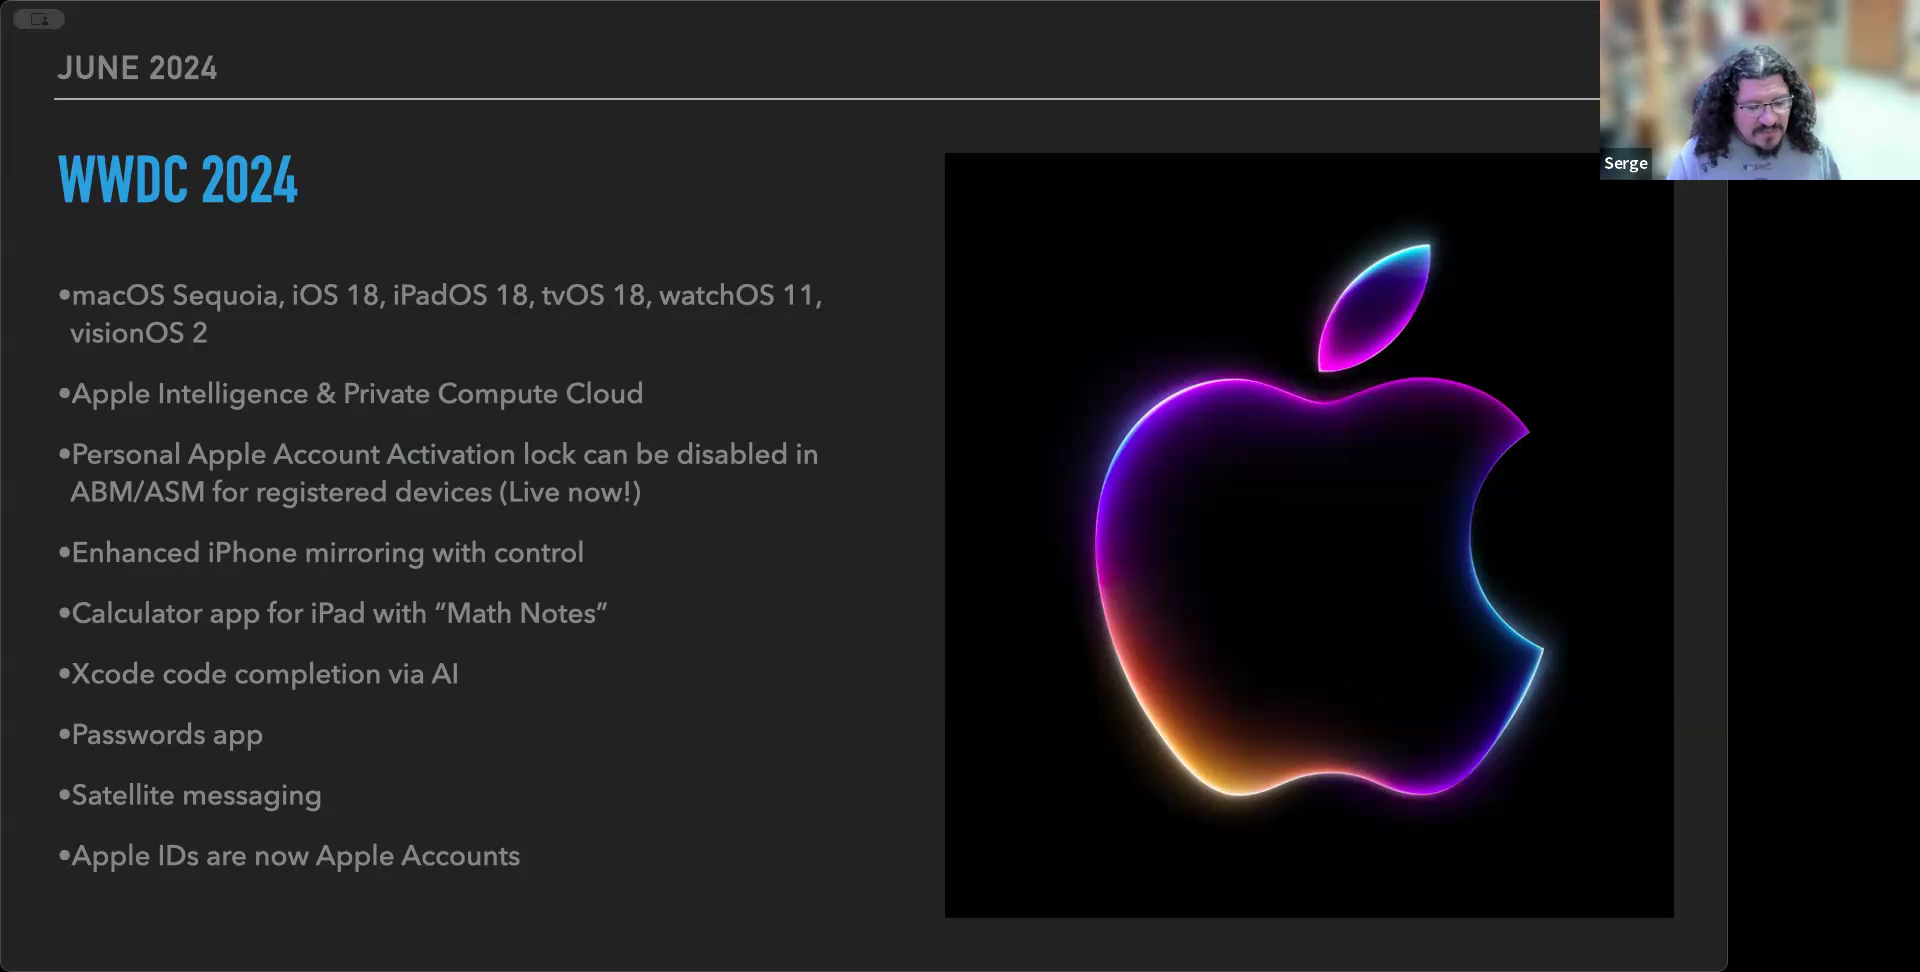 JUNE 2024
WWDC 2024
•macOS Sequoia, iOS 18, iPadOS 18, tvOS 18, watchOS 11,
visionOS 2
•Apple Intelligence & Private Compute Cloud
•Personal Apple Account Activation lock can be disabled in
ABM/ASM for registered devices (Live now!)
•Enhanced iPhone mirroring with control
•Calculator app for iPad with “Math Notes”
•Xcode code completion via AI
•Passwords app
•Satellite messaging
•Apple IDs are now Apple Accounts
Serge